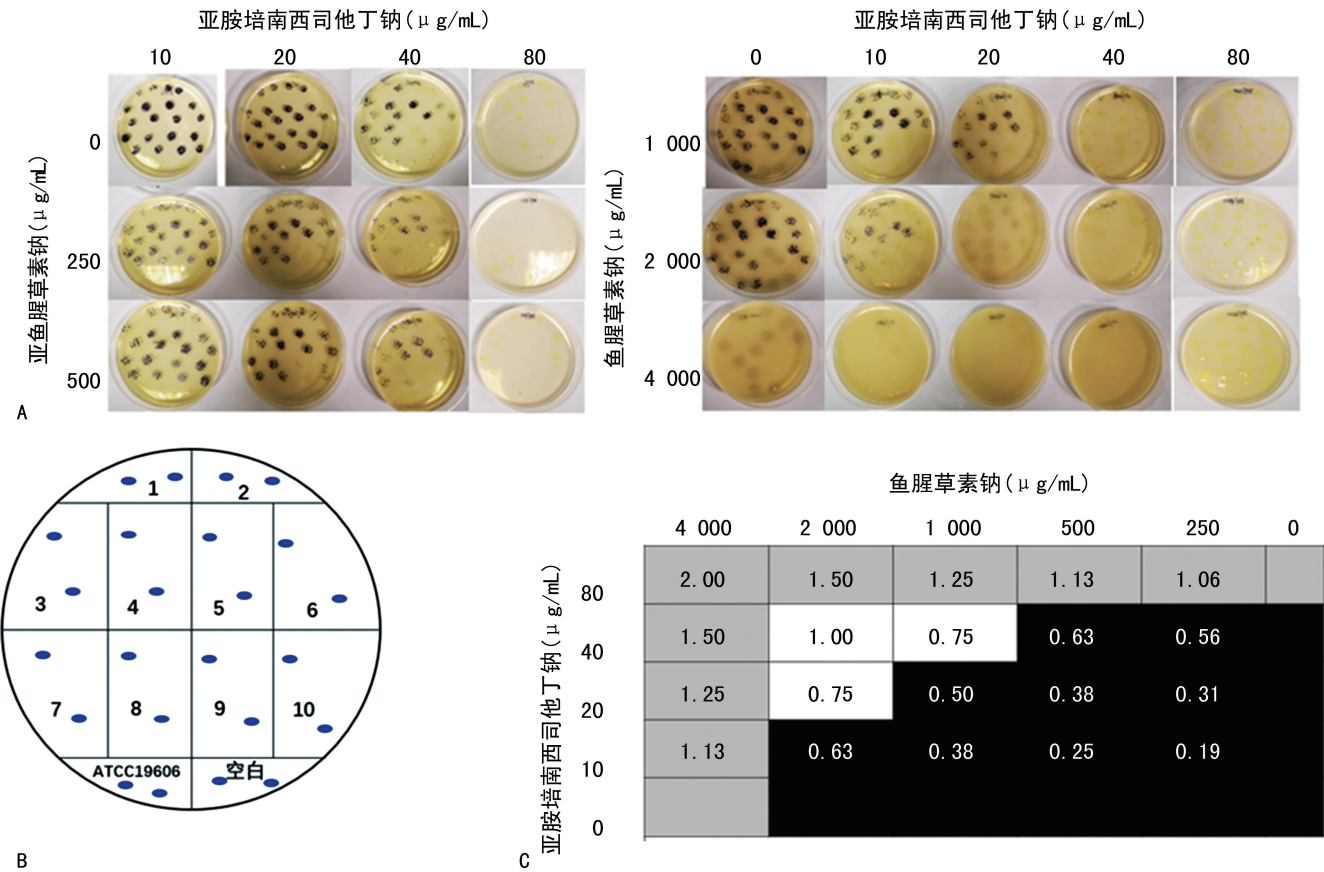 亚胺培南西司他丁钠(μg/mL)
10 20 40 80
亚鱼腥草素钠(μg/mL)
0
250
500
A
亚胺培南西司他丁钠(μg/mL)
0 10 20 40 80
鱼腥草素钠(μg/mL)
1 000
2 000
4 000
1 2
3 4 5 6
7 8 9 10
ATCC19606 空白
B
鱼腥草素钠(μg/mL)
4 000 2 000 1 000 500 250 0
亚胺培南西司他丁钠(μg/mL)
80 2.00 1.50 1.25 1.13 1.06
40 1.50 1.00 0.75 0.63 0.56
20 1.25 0.75 0.50 0.38 0.31
10 1.13 0.63 0.38 0.25 0.19
0
C